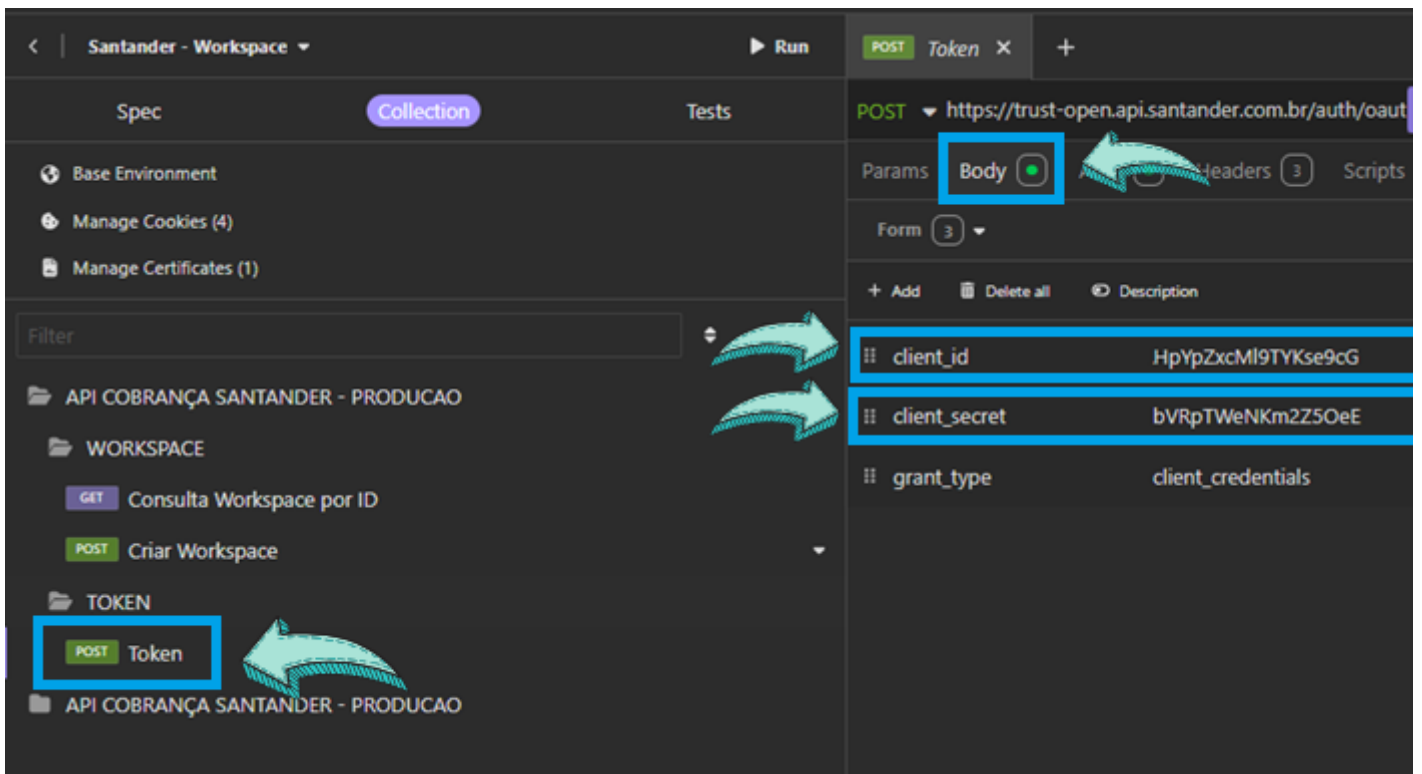 Santander - Workspace
Run
Spec
Collection
Tests
Base Environment
Manage Cookies (4)
Manage Certificates (1)
Filter
API COBRANÇA SANTANDER - PRODUCAO
WORKSPACE
GET Consulta Workspace por ID
POST Criar Workspace
TOKEN
POST Token
API COBRANÇA SANTANDER - PRODUCAO
POST Token
POST https://trust-open.api.santander.com.br/auth/oaut
Params Body Headers 3 Scripts
Form 3
+ Add Delete all Description
client_id HpYpZxcMl9TYKse9cG
client_secret bVRpTWeNKm2Z5OeE
grant_type client_credentials